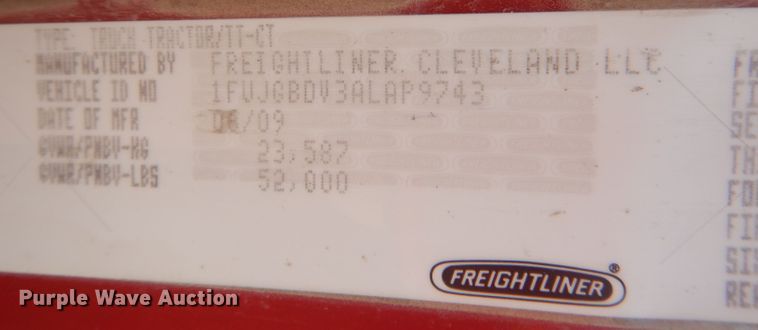 TYPE: TRUCK TRACTOR/TT-CT
MANUFACTURED BY FREIGHTLINER CLEVELAND LLC
VEHICLE ID NO 1FUJGBDV3ALAP9743
DATE OF MFR /09
GVWR/PNBV-KG 23,587
GVWR/PNBV-LBS 52,000
FREIGHTLINER®
Purple Wave Auction